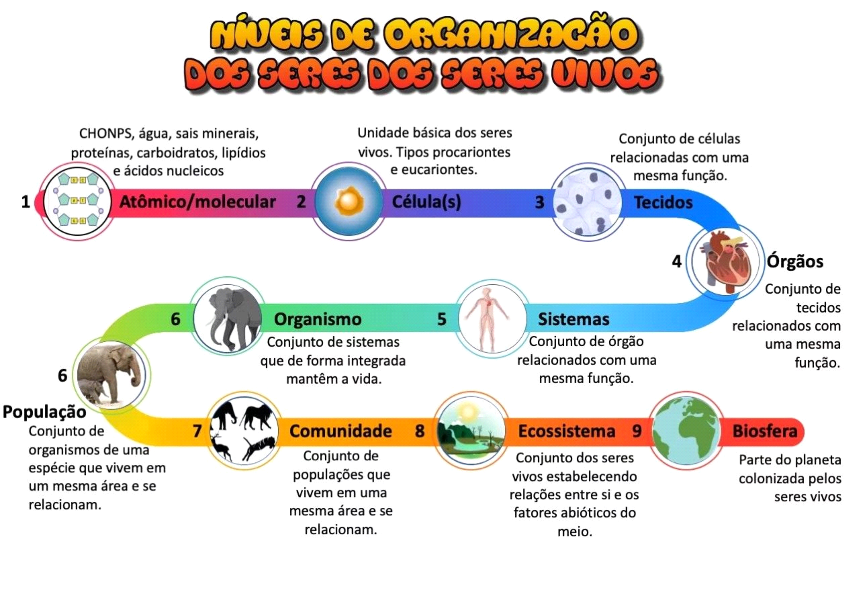 NÍVEIS DE ORGANIZAÇÃO
DOS SERES DOS SERES VIVOS
CHONPS, água, sais minerais,
proteínas, carboidratos, lipídios
e ácidos nucleicos
1 Atômico/molecular
Unidade básica dos seres
vivos. Tipos procariontes
e eucariontes.
2 Célula(s)
Conjunto de células
relacionadas com uma
mesma função.
3 Tecidos
4 Órgãos
Conjunto de
tecidos
relacionados com
uma mesma
função.
5 Sistemas
Conjunto de órgão
relacionados com uma
mesma função.
6 Organismo
Conjunto de sistemas
que de forma integrada
mantêm a vida.
6
População
Conjunto de
organismos de uma
espécie que vivem em
um mesma área e se
relacionam.
7 Comunidade
Conjunto de
populações que
vivem em uma
mesma área e se
relacionam.
8 Ecossistema
Conjunto dos seres
vivos estabelecendo
relações entre si e os
fatores abióticos do
meio.
9 Biosfera
Parte do planeta
colonizada pelos
seres vivos